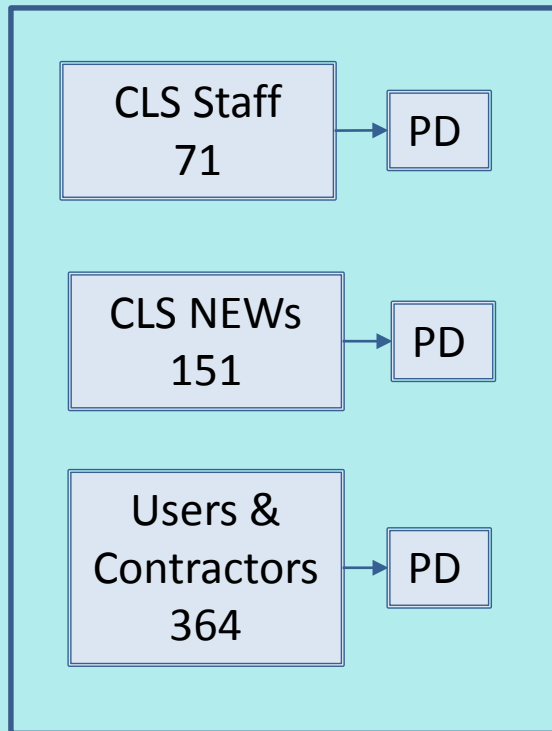 CLS Staff
71
PD
CLS NEWs
151
PD
Users &
Contractors
364
PD